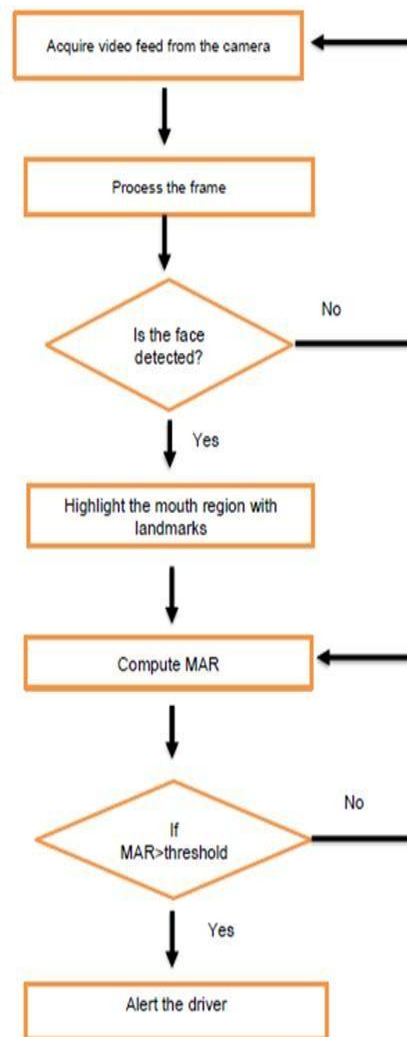 Acquire video feed from the camera
Process the frame
Is the face
detected?
No
Yes
Highlight the mouth region with
landmarks
Compute MAR
If
MAR>threshold
No
Yes
Alert the driver